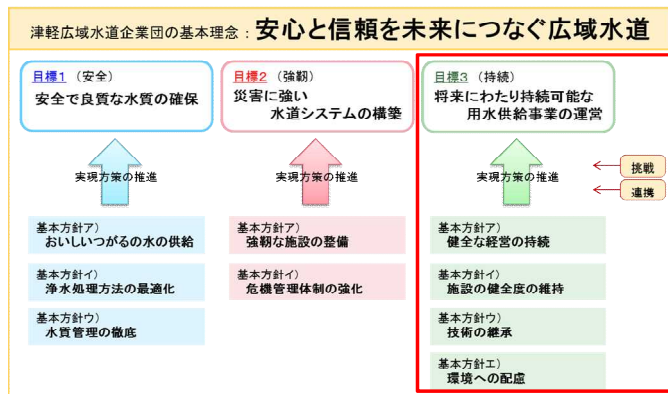 津軽広域水道企業団の基本理念：安心と信頼を未来につなぐ広域水道
目標1（安全）
安全で良質な水質の確保
実現方策の推進
基本方針ア）
おいしいつがるの水の供給
基本方針イ）
浄水処理方法の最適化
基本方針ウ）
水質管理の徹底
目標2（強靭）
災害に強い
水道システムの構築
実現方策の推進
基本方針ア）
強靭な施設の整備
基本方針イ）
危機管理体制の強化
目標3（持続）
将来にわたり持続可能な
用水供給事業の運営
実現方策の推進
挑戦
連携
基本方針ア）
健全な経営の持続
基本方針イ）
施設の健全度の維持
基本方針ウ）
技術の継承
基本方針エ）
環境への配慮